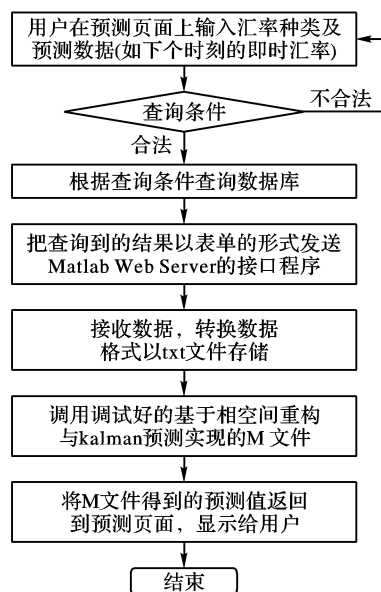 用户在预测页面上输入汇率种类及
预测数据(如下个时刻的即时汇率)
查询条件
不合法
合法
根据查询条件查询数据库
把查询到的结果以表单的形式发送
Matlab Web Server的接口程序
接收数据，转换数据
格式以txt文件存储
调用调试好的基于相空间重构
与kalman预测实现的M 文件
将M文件得到的预测值返回
到预测页面，显示给用户
结束